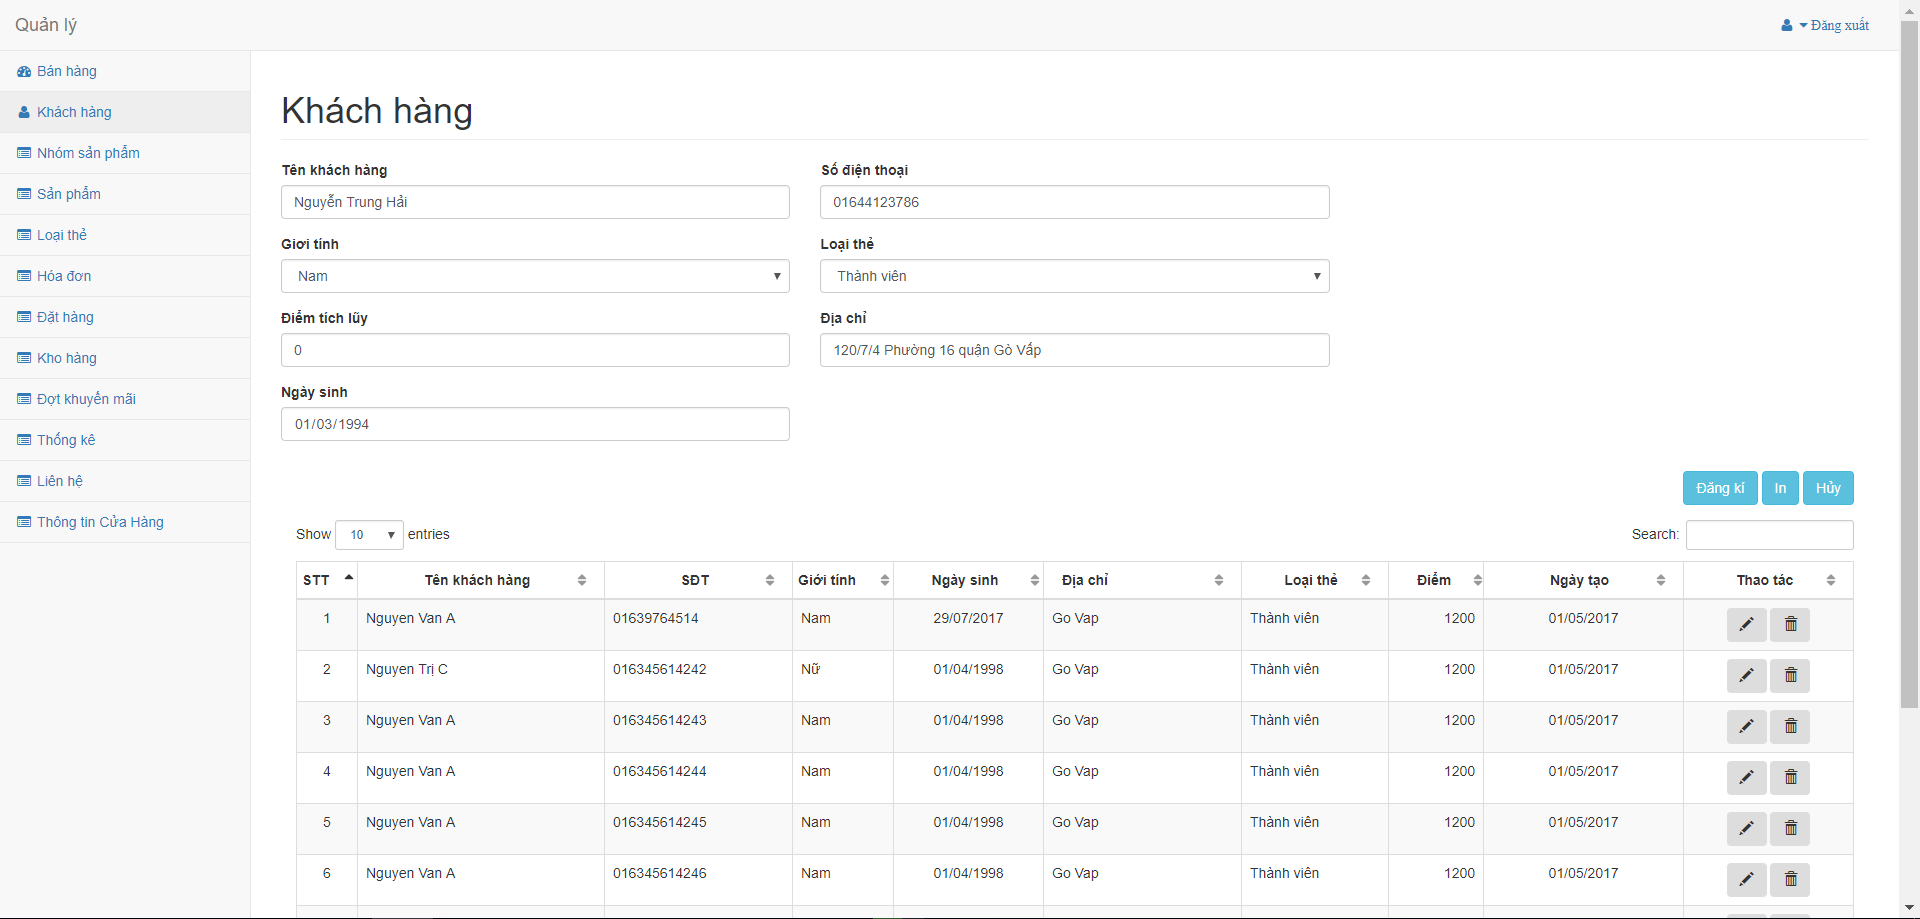 Quản lý
Đăng xuất
Bán hàng
Khách hàng
Nhóm sản phẩm
Sản phẩm
Loại thẻ
Hóa đơn
Đặt hàng
Kho hàng
Đợt khuyến mãi
Thống kê
Liên hệ
Thông tin Cửa Hàng
Khách hàng
Tên khách hàng Số điện thoại
Nguyễn Trung Hải 01644123786
Giơi tính Loại thẻ
Nam Thành viên
Điểm tích lũy Địa chỉ
0 120/7/4 Phường 16 quận Gò Vấp
Ngày sinh
01/03/1994
Đăng kí In Hủy
Show 10 entries Search:
STT Tên khách hàng SĐT Giới tính Ngày sinh Địa chỉ Loại thẻ Điểm Ngày tạo Thao tác
1 Nguyen Van A 01639764514 Nam 29/07/2017 Go Vap Thành viên 1200 01/05/2017
2 Nguyen Trị C 016345614242 Nữ 01/04/1998 Go Vap Thành viên 1200 01/05/2017
3 Nguyen Van A 016345614243 Nam 01/04/1998 Go Vap Thành viên 1200 01/05/2017
4 Nguyen Van A 016345614244 Nam 01/04/1998 Go Vap Thành viên 1200 01/05/2017
5 Nguyen Van A 016345614245 Nam 01/04/1998 Go Vap Thành viên 1200 01/05/2017
6 Nguyen Van A 016345614246 Nam 01/04/1998 Go Vap Thành viên 1200 01/05/2017